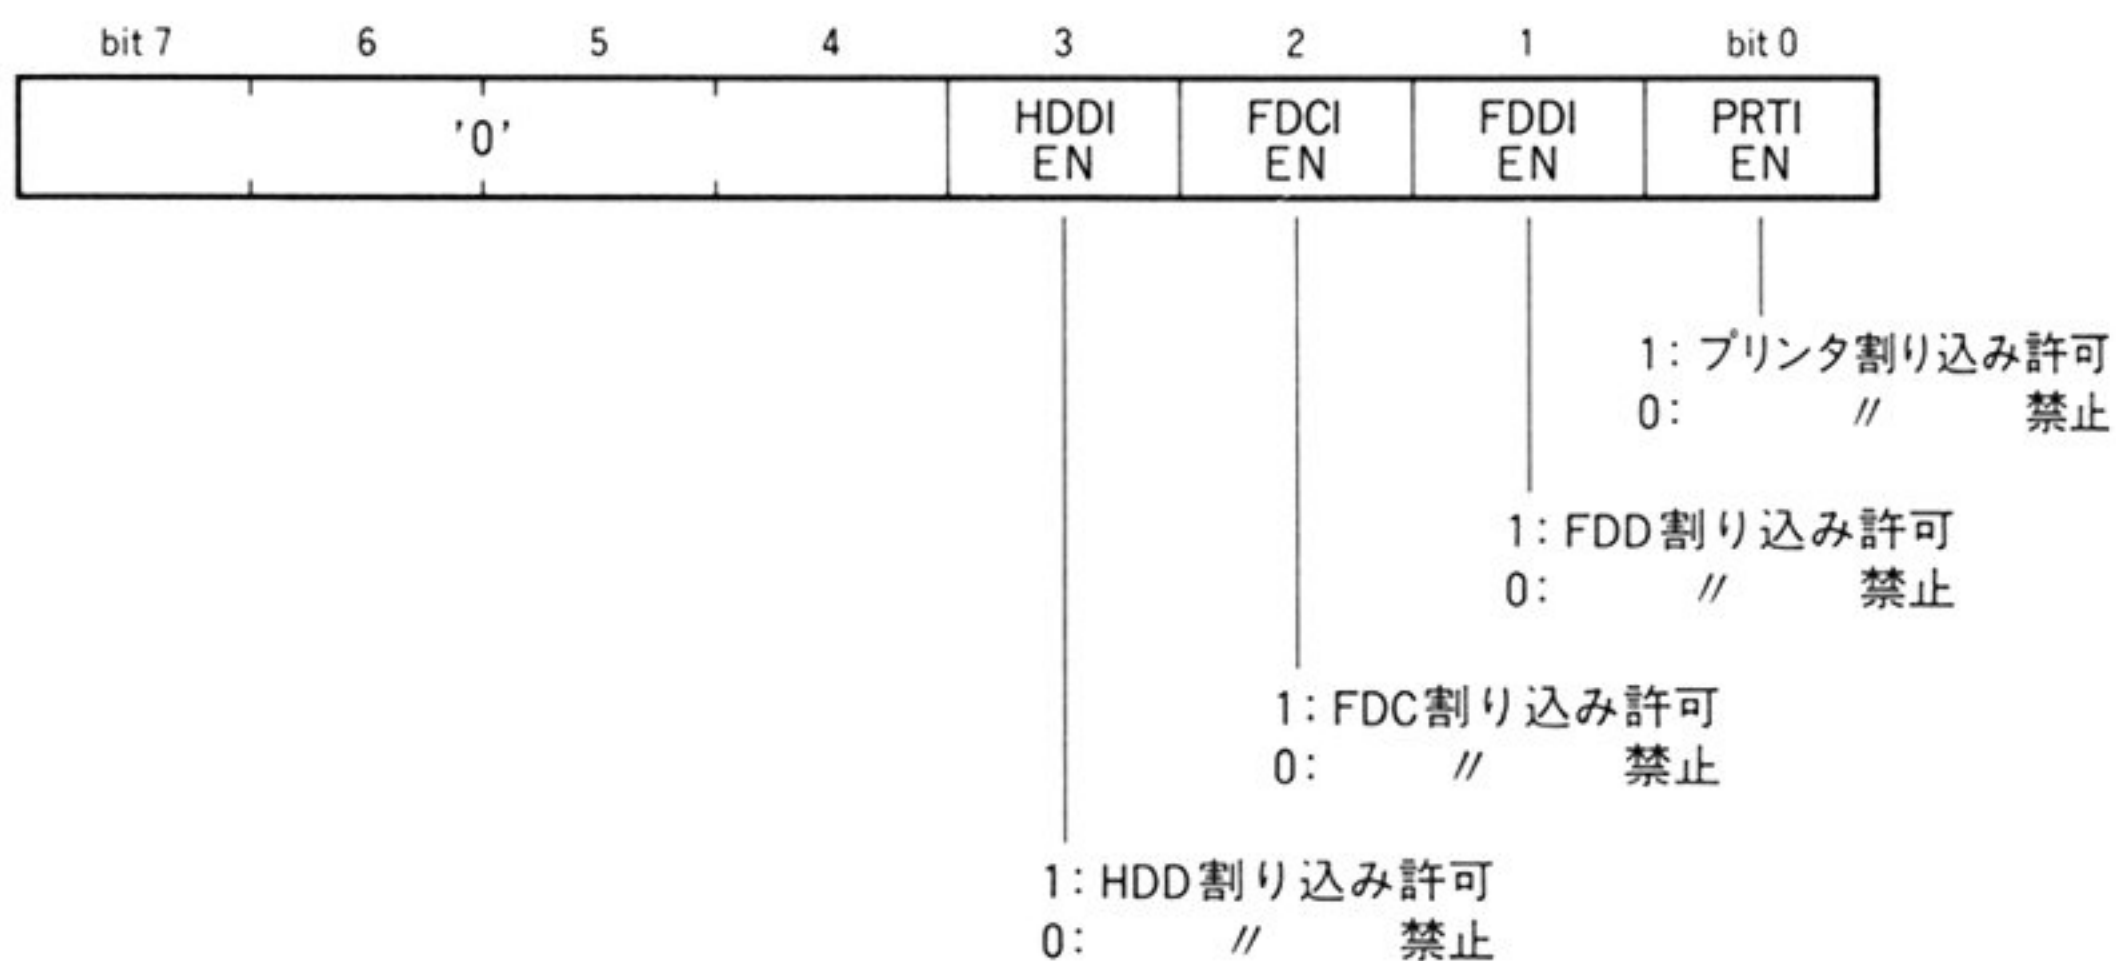 bit 7 6 5 4 3 2 1 bit 0
'0' HDDI EN FDCI EN FDDI EN PRTI EN
1: プリンタ割り込み許可
0: 〃 禁止
1: FDD割り込み許可
0: 〃 禁止
1: FDC割り込み許可
0: 〃 禁止
1: HDD割り込み許可
0: 〃 禁止